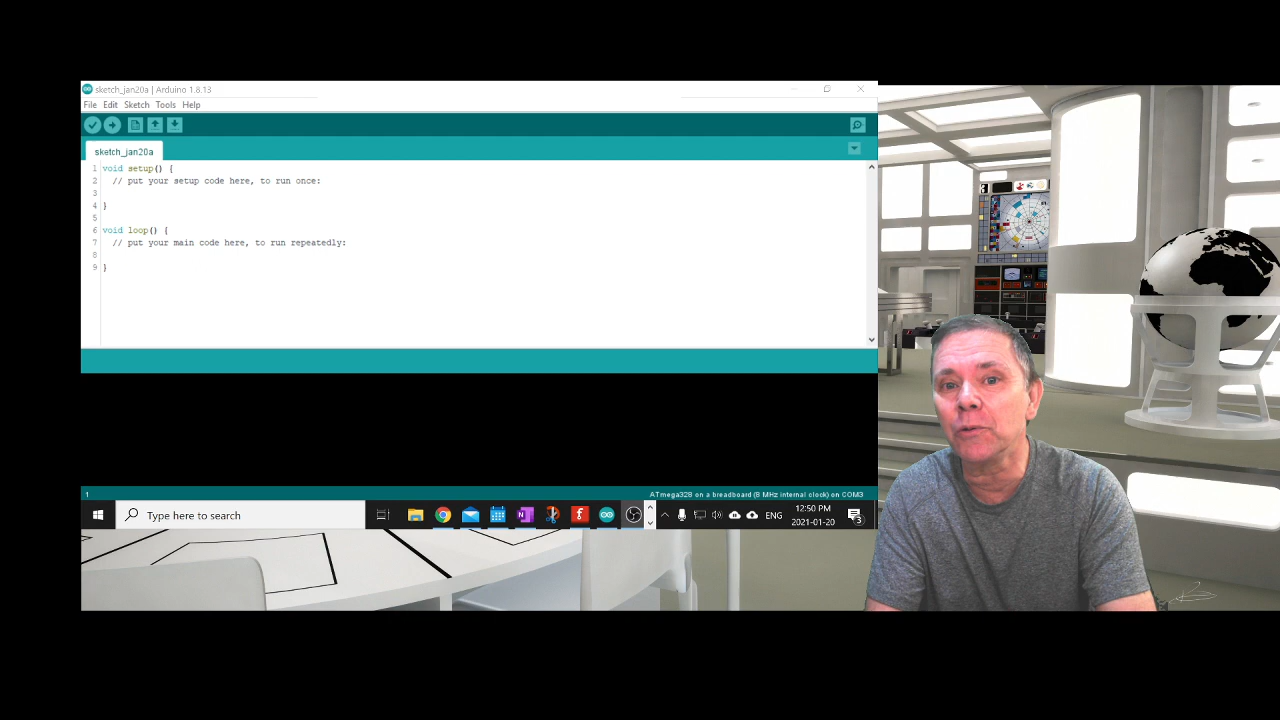 sketch_jan20a | Arduino 1.8.13
File Edit Sketch Tools Help
sketch_jan20a
1 void setup() {
2 // put your setup code here, to run once:
3
4 }
5
6 void loop() {
7 // put your main code here, to run repeatedly:
8
9 }
1 ATmega328 on a breadboard (8 MHz internal clock) on COM3
Type here to search
ENG
12:50 PM
2021-01-20
3